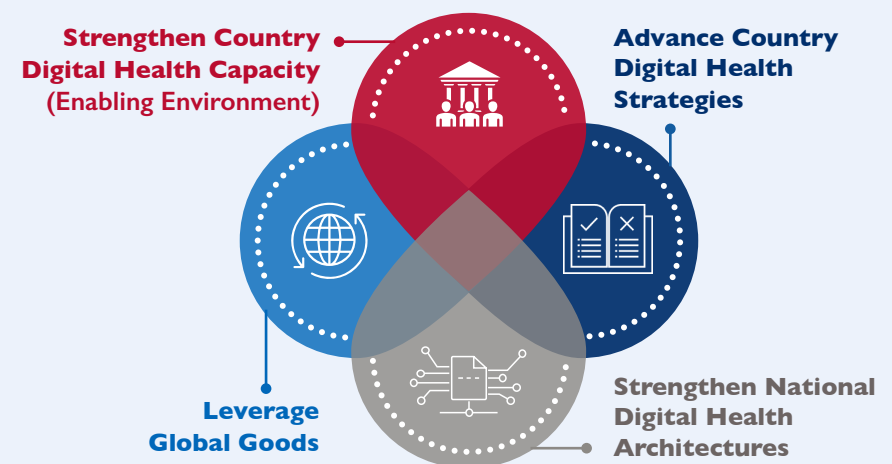 Strengthen Country
Digital Health Capacity
(Enabling Environment)
Advance Country
Digital Health
Strategies
Leverage
Global Goods
Strengthen National
Digital Health
Architectures